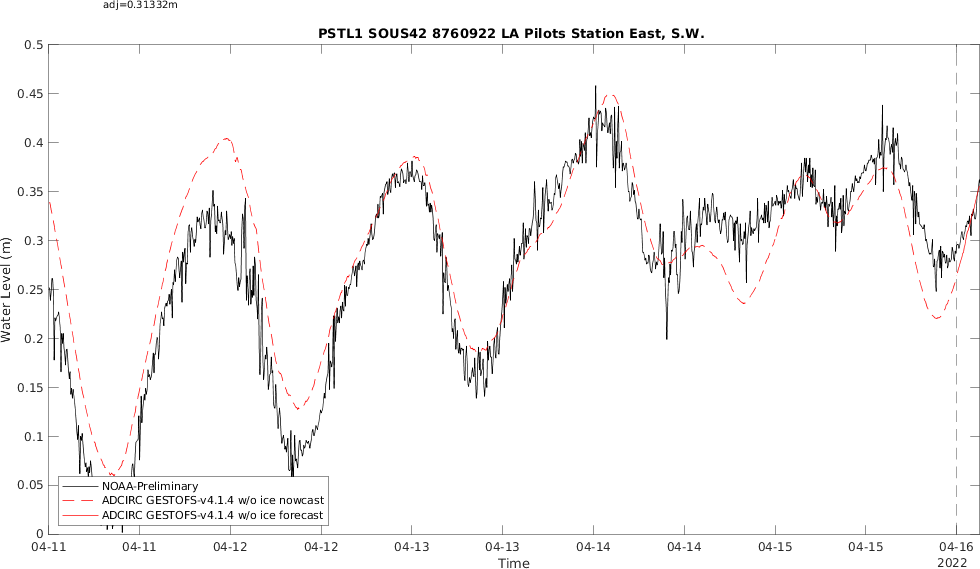 adj=0.31332m
PSTL1 SOUS42 8760922 LA Pilots Station East, S.W.
0.5
0.45
0.4
0.35
0.3
0.25
0.2
0.15
0.1
0.05
0
Water Level (m)
NOAA-Preliminary
ADCIRC GESTOFS-v4.1.4 w/o ice nowcast
ADCIRC GESTOFS-v4.1.4 w/o ice forecast
04-11 04-11 04-12 04-12 04-13 04-13 04-14 04-14 04-15 04-15 04-16
Time
2022